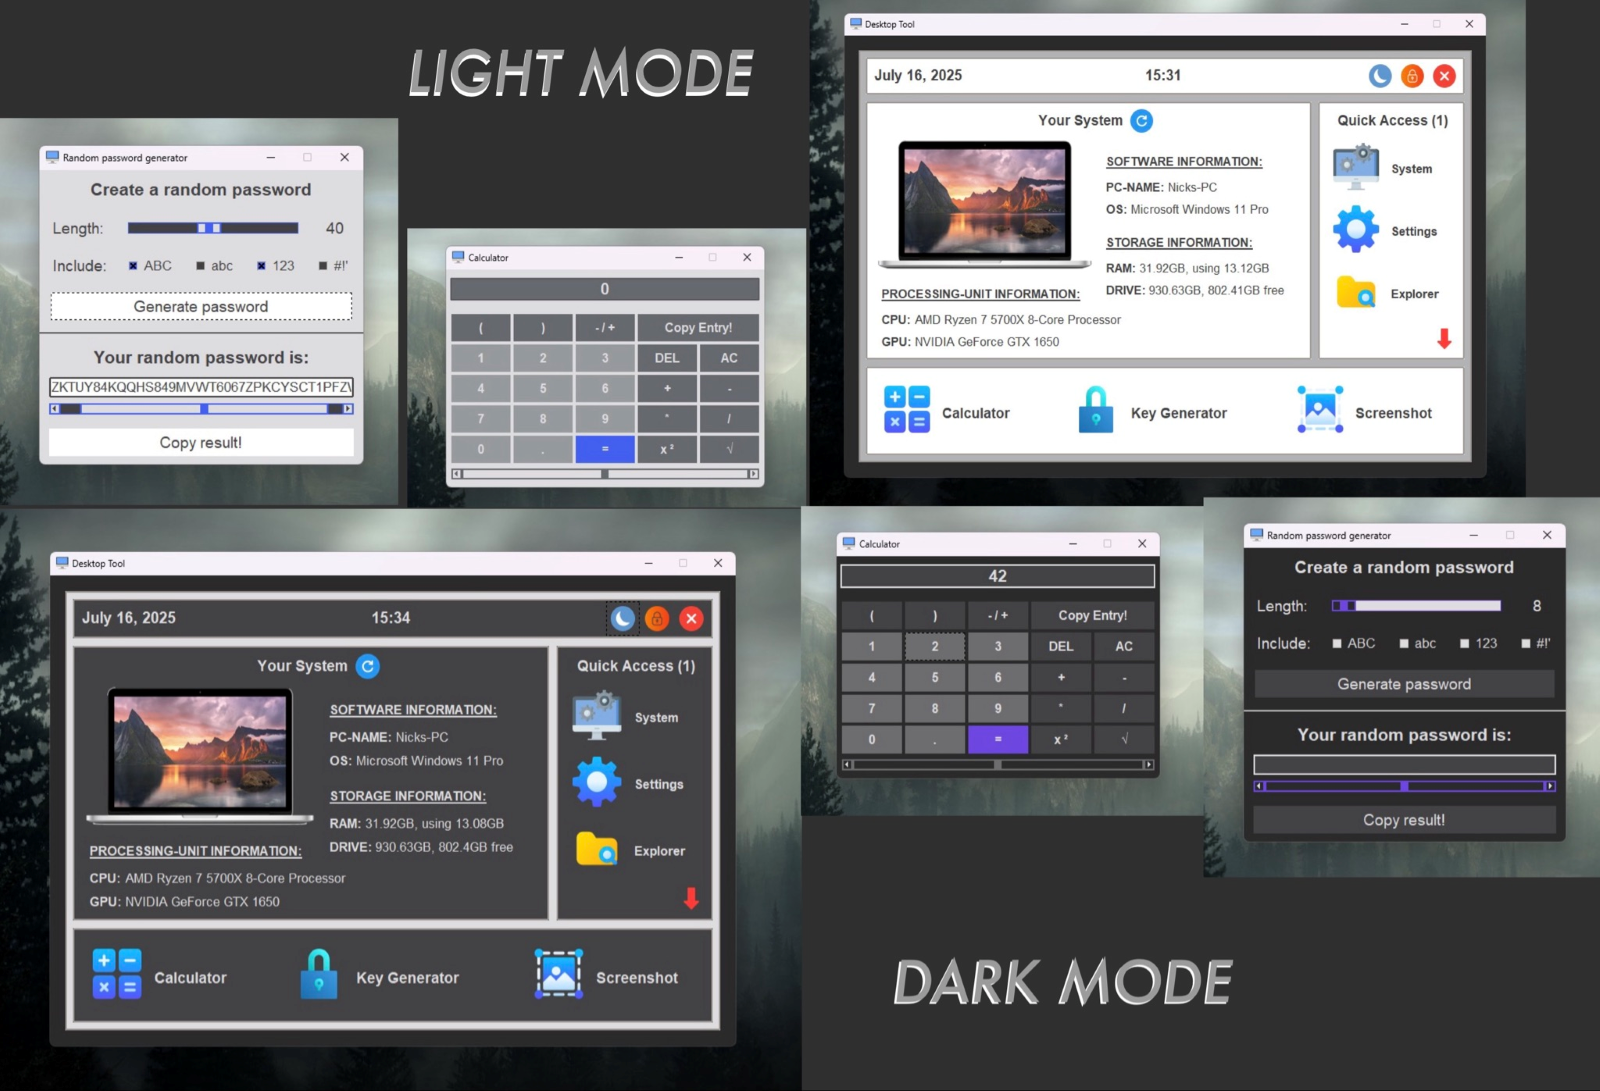 LIGHT MODE
Random password generator
Create a random password
Length: 40
Include: ABC abc 123 #!'
Generate password
Your random password is:
Copy result!
Calculator
0
( ) -/+ Copy Entry!
1 2 3 DEL AC
4 5 6 + -
7 8 9 * /
0 . = x² √
Desktop Tool
July 16, 2025 15:31
Your System
SOFTWARE INFORMATION:
PC-NAME: Nicks-PC
OS: Microsoft Windows 11 Pro
STORAGE INFORMATION:
RAM: 31.92GB, using 13.12GB
DRIVE: 930.63GB, 802.41GB free
PROCESSING-UNIT INFORMATION:
CPU: AMD Ryzen 7 5700X 8-Core Processor
GPU: NVIDIA GeForce GTX 1650
Quick Access (1)
System
Settings
Explorer
Calculator
Key Generator
Screenshot
Desktop Tool
July 16, 2025 15:34
Your System
SOFTWARE INFORMATION:
PC-NAME: Nicks-PC
OS: Microsoft Windows 11 Pro
STORAGE INFORMATION:
RAM: 31.92GB, using 13.08GB
DRIVE: 930.63GB, 802.4GB free
PROCESSING-UNIT INFORMATION:
CPU: AMD Ryzen 7 5700X 8-Core Processor
GPU: NVIDIA GeForce GTX 1650
Quick Access (1)
System
Settings
Explorer
Calculator
Key Generator
Screenshot
Calculator
42
( ) -/+ Copy Entry!
1 2 3 DEL AC
4 5 6 + -
7 8 9 * /
0 . = x² √
Random password generator
Create a random password
Length: 8
Include: ABC abc 123 #!'
Generate password
Your random password is:
Copy result!
DARK MODE